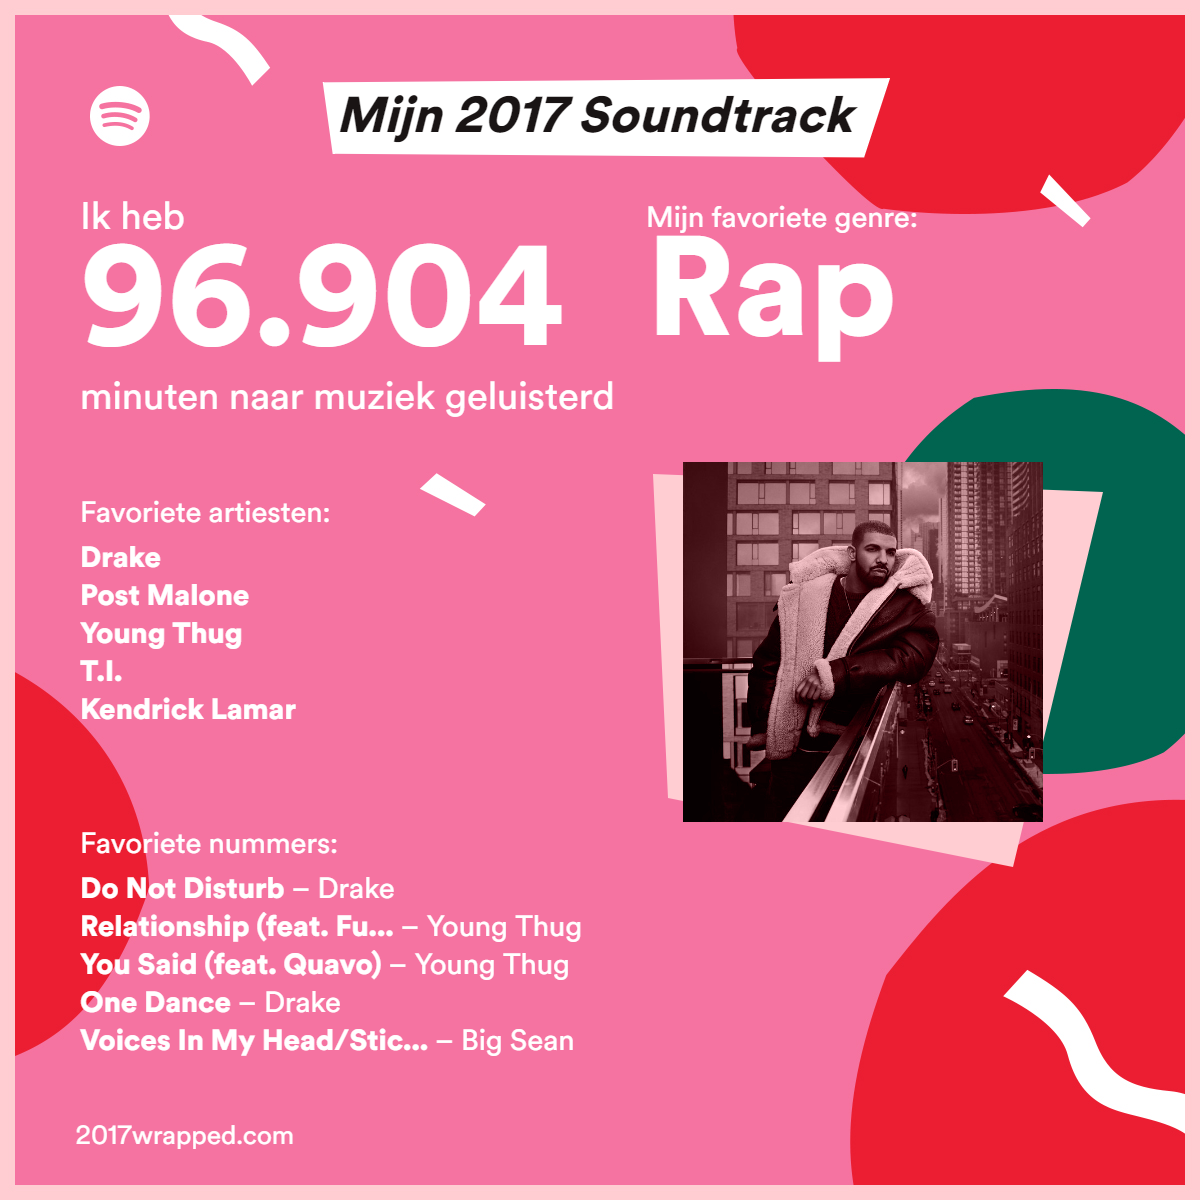 Mijn 2017 Soundtrack
Ik heb
96.904
minuten naar muziek geluisterd
Mijn favoriete genre:
Rap
Favoriete artiesten:
Drake
Post Malone
Young Thug
T.I.
Kendrick Lamar
Favoriete nummers:
Do Not Disturb – Drake
Relationship (feat. Fu... – Young Thug
You Said (feat. Quavo) – Young Thug
One Dance – Drake
Voices In My Head/Stic... – Big Sean
2017wrapped.com